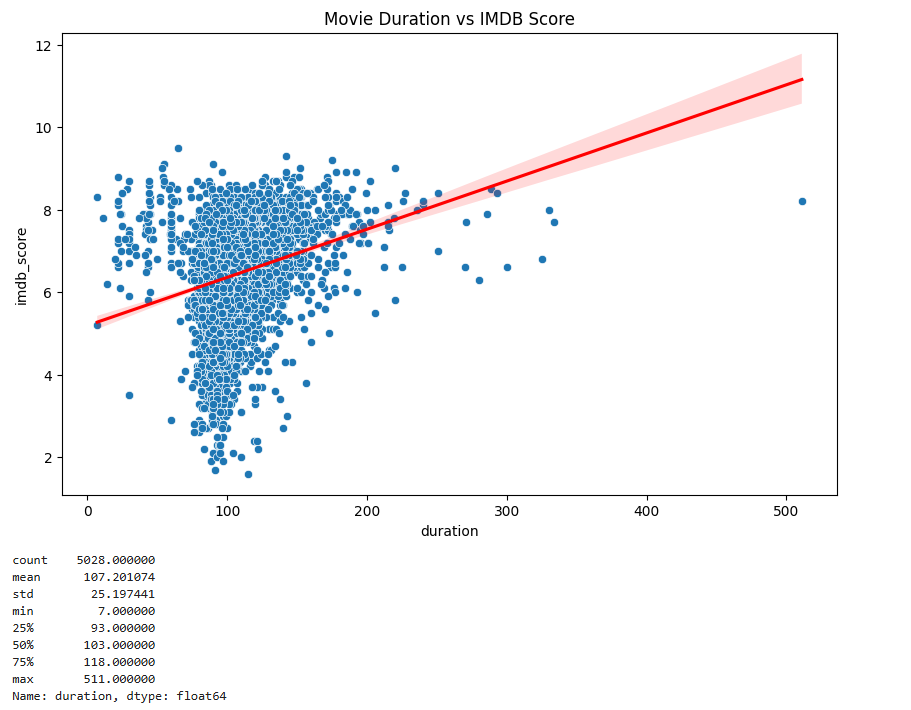 Movie Duration vs IMDB Score
12
10
8
6
4
2
imdb_score
0 100 200 300 400 500
duration
count 5028.000000
mean 107.201074
std 25.197441
min 7.000000
25% 93.000000
50% 103.000000
75% 118.000000
max 511.000000
Name: duration, dtype: float64